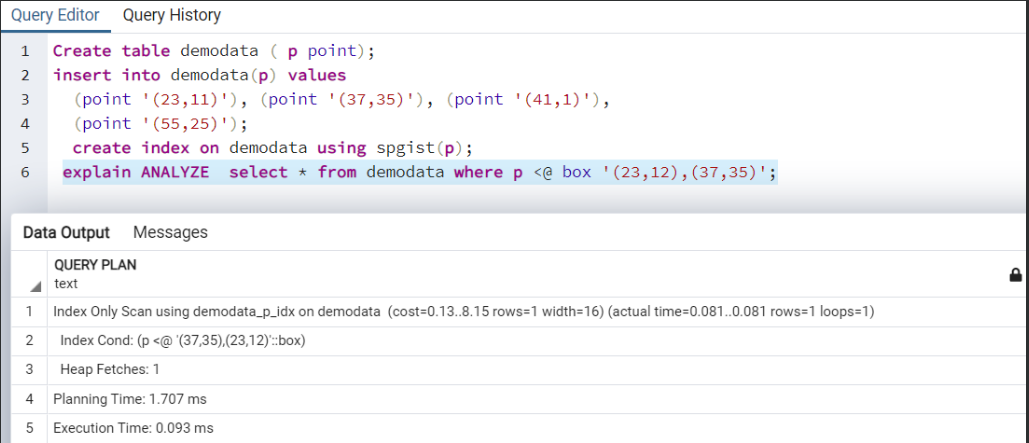 Query Editor Query History
1 Create table demodata ( p point);
2 insert into demodata(p) values
3 (point '(23,11)'), (point '(37,35)'), (point '(41,1)'),
4 (point '(55,25)');
5 create index on demodata using spgist(p);
6 explain ANALYZE select * from demodata where p <@ box '(23,12),(37,35)';
Data Output Messages
QUERY PLAN
text
1 Index Only Scan using demodata_p_idx on demodata (cost=0.13..8.15 rows=1 width=16) (actual time=0.081..0.081 rows=1 loops=1)
2 Index Cond: (p <@ '(37,35),(23,12)'::box)
3 Heap Fetches: 1
4 Planning Time: 1.707 ms
5 Execution Time: 0.093 ms